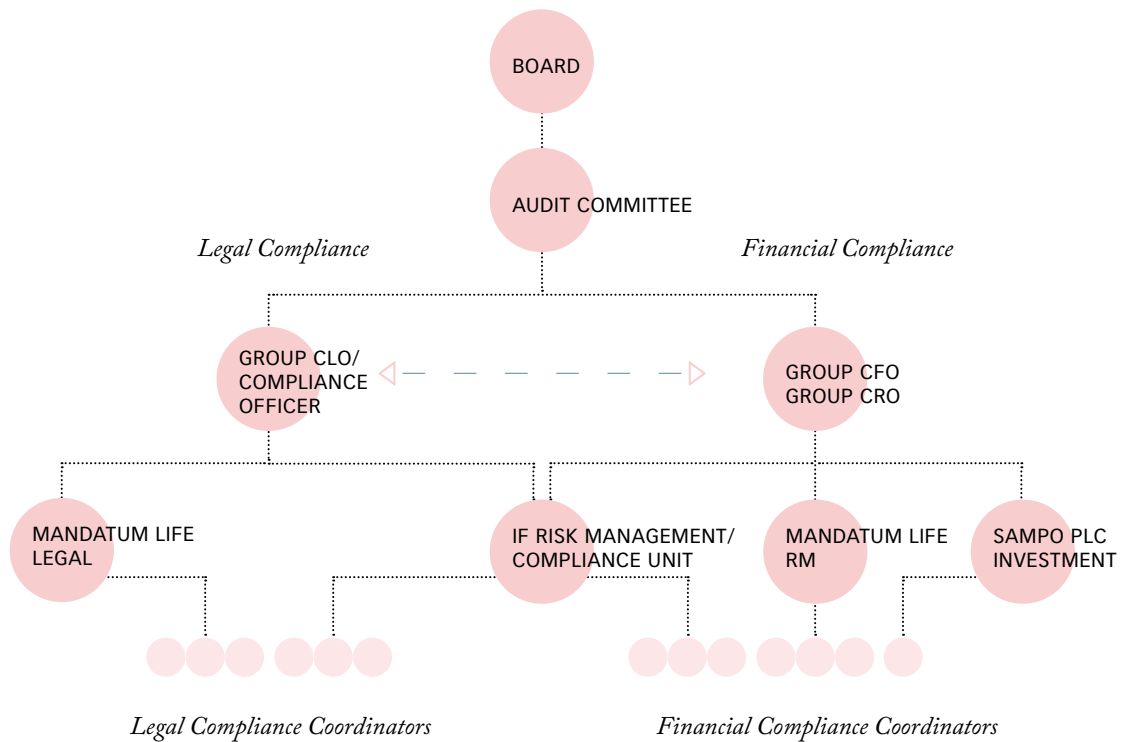 BOARD
AUDIT COMMITTEE
Legal Compliance
Financial Compliance
GROUP CLO/
COMPLIANCE
OFFICER
GROUP CFO
GROUP CRO
MANDATUM LIFE
LEGAL
IF RISK MANAGEMENT/
COMPLIANCE UNIT
MANDATUM LIFE
RM
SAMPO PLC
INVESTMENT
Legal Compliance Coordinators
Financial Compliance Coordinators